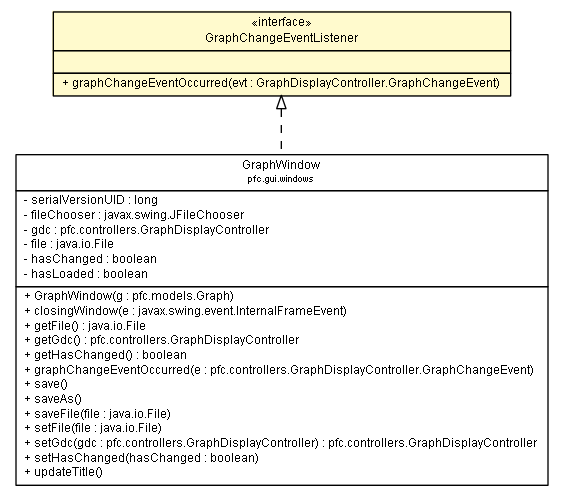 «interface»
GraphChangeEventListener
+ graphChangeEventOccurred(evt : GraphDisplayController.GraphChangeEvent)
GraphWindow
pfc.gui.windows
- serialVersionUID : long
- fileChooser : javax.swing.JFileChooser
- gdc : pfc.controllers.GraphDisplayController
- file : java.io.File
- hasChanged : boolean
- hasLoaded : boolean
+ GraphWindow(g : pfc.models.Graph)
+ closingWindow(e : javax.swing.event.InternalFrameEvent)
+ getFile() : java.io.File
+ getGdc() : pfc.controllers.GraphDisplayController
+ getHasChanged() : boolean
+ graphChangeEventOccurred(e : pfc.controllers.GraphDisplayController.GraphChangeEvent)
+ save()
+ saveAs()
+ saveFile(file : java.io.File)
+ setFile(file : java.io.File)
+ setGdc(gdc : pfc.controllers.GraphDisplayController) : pfc.controllers.GraphDisplayController
+ setHasChanged(hasChanged : boolean)
+ updateTitle()